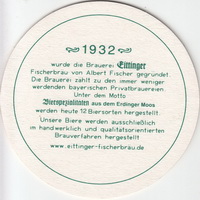 1932
wurde die Brauerei Eittinger
Fischerbräu von Albert Fischer gegründet.
Die Brauerei zählt zu den immer weniger
werdenden bayerischen Privatbrauereien.
Unter dem Motto
Bierspezialitäten aus dem Erdinger Moos
werden heute 12 Biersorten hergestellt.
Unsere Biere werden ausschließlich
im handwerklich und qualitätsorientierten
Brauverfahren hergestellt.
www.eittinger-fischerbräu.de